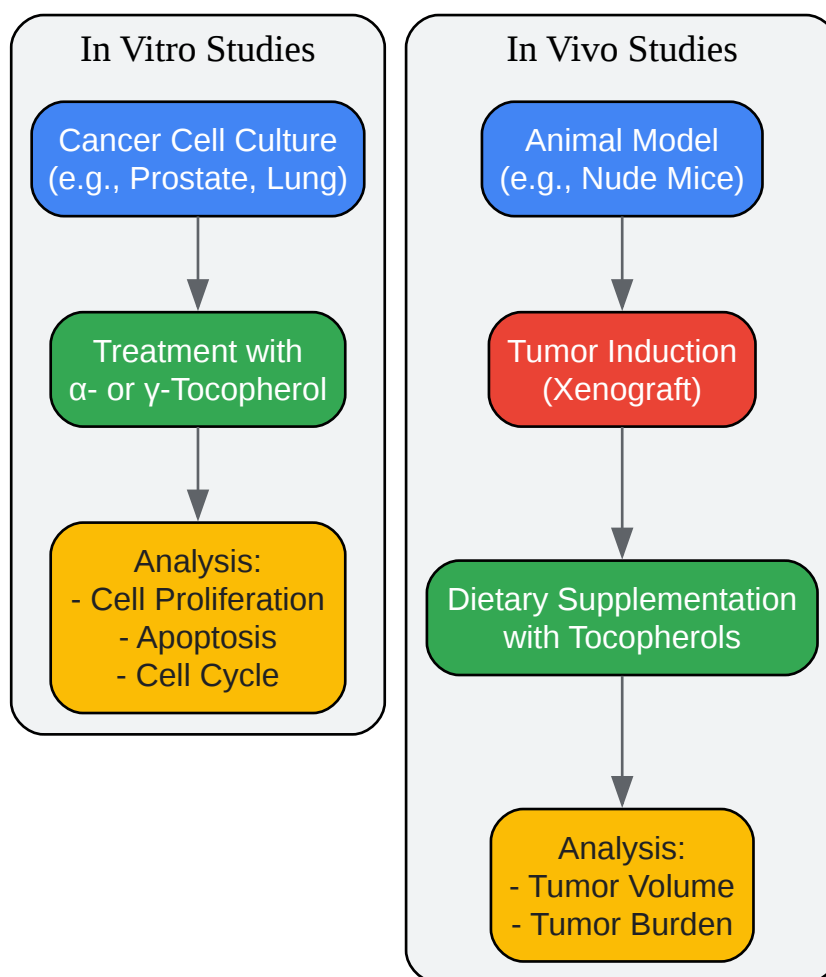 In Vitro Studies
Cancer Cell Culture
(e.g., Prostate, Lung)
Treatment with
α- or γ-Tocopherol
Analysis:
- Cell Proliferation
- Apoptosis
- Cell Cycle
In Vivo Studies
Animal Model
(e.g., Nude Mice)
Tumor Induction
(Xenograft)
Dietary Supplementation
with Tocopherols
Analysis:
- Tumor Volume
- Tumor Burden